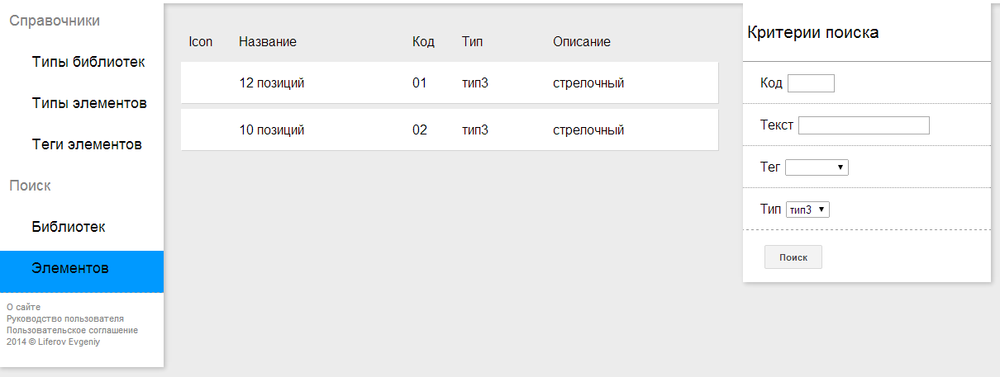 Справочники
Типы библиотек
Типы элементов
Теги элементов
Поиск
Библиотек
Элементов
О сайте
Руководство пользователя
Пользовательское соглашение
2014 © Liferov Evgeniy
Icon Название Код Тип Описание
12 позиций 01 тип3 стрелочный
10 позиций 02 тип3 стрелочный
Критерии поиска
Код
Текст
Тег
Тип тип3
Поиск